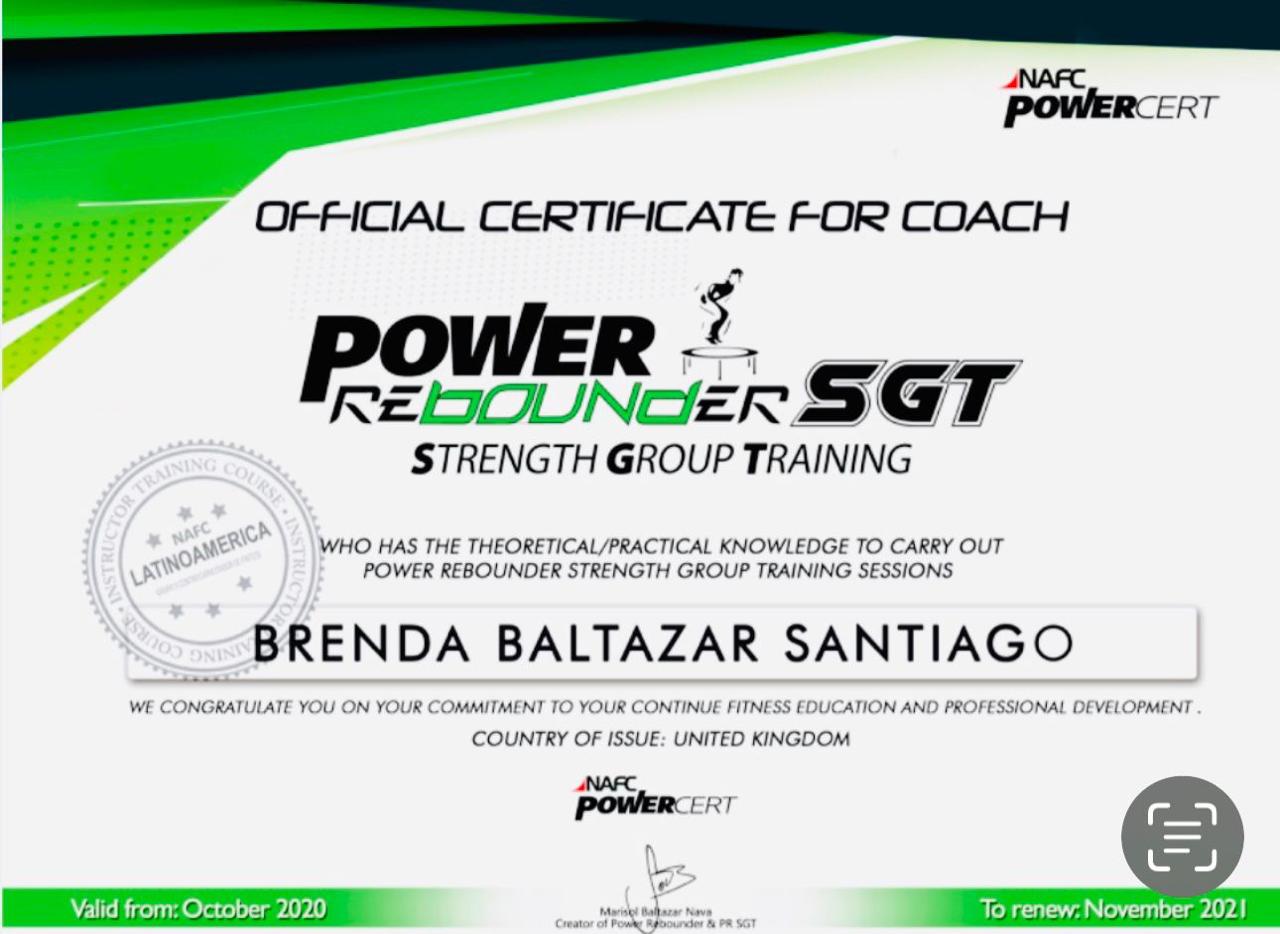 NAFC
POWERCERT
OFFICIAL CERTIFICATE FOR COACH
POWER
REBOUNDER SGT
STRENGTH GROUP TRAINING
INSTRUCTOR TRAINING COURSE · INSTRUCTOR TRAINING COURSE ·
NAFC
LATINOAMERICA
WHO HAS THE THEORETICAL/PRACTICAL KNOWLEDGE TO CARRY OUT
POWER REBOUNDER STRENGTH GROUP TRAINING SESSIONS
BRENDA BALTAZAR SANTIAGO
WE CONGRATULATE YOU ON YOUR COMMITMENT TO YOUR CONTINUE FITNESS EDUCATION AND PROFESSIONAL DEVELOPMENT .
COUNTRY OF ISSUE: UNITED KINGDOM
NAFC
POWERCERT
Marisol Baltazar Nava
Creator of Power Rebounder & PR SGT
Valid from: October 2020
To renew: November 2021